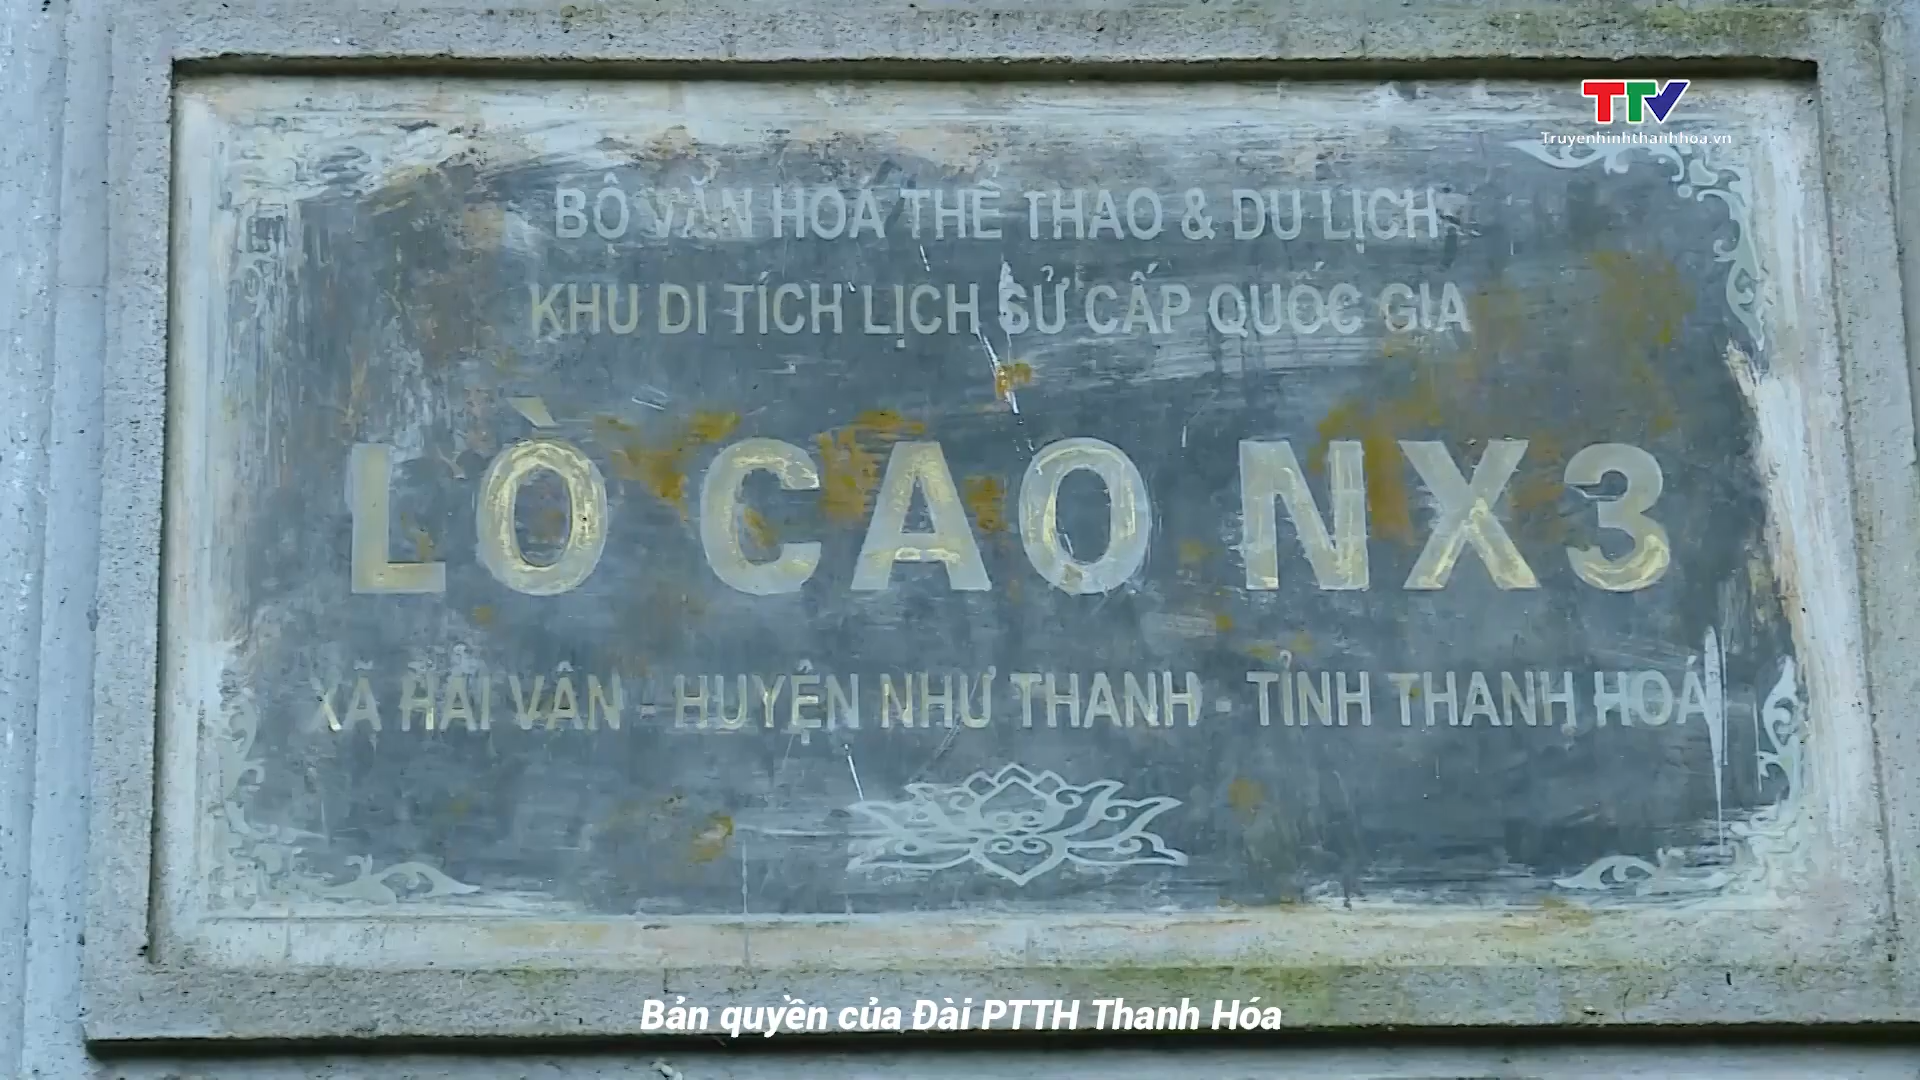 TTV
Truyenhinhthanhhoa.vn
BỘ VĂN HOÁ THỂ THAO & DU LỊCH
KHU DI TÍCH LỊCH SỬ CẤP QUỐC GIA
LÒ CAO NX3
XÃ HẢI VÂN - HUYỆN NHƯ THANH - TỈNH THANH HOÁ
Bản quyền của Đài PTTH Thanh Hóa